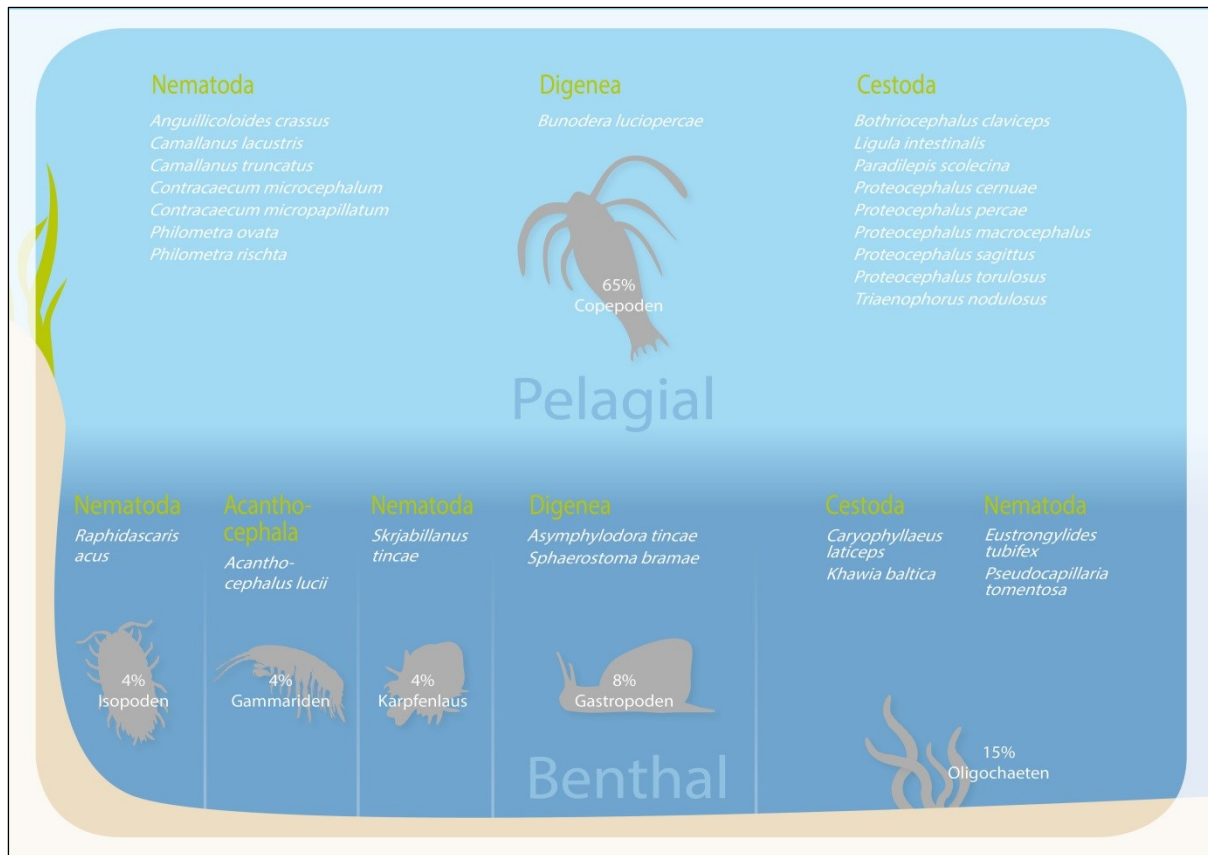 Nematoda
Anguillicoloides crassus
Camallanus lacustris
Camallanus truncatus
Contracaecum microcephalum
Contracaecum micropapillatum
Philometra ovata
Philometra rischta
Digenea
Bunodera luciopercae
65%
Copepoden
Cestoda
Bothriocephalus claviceps
Ligula intestinalis
Paradilepis scolecina
Proteocephalus cernuae
Proteocephalus percae
Proteocephalus macrocephalus
Proteocephalus sagittus
Proteocephalus torulosus
Triaenophorus nodulosus
Pelagial
Nematoda
Raphidascaris
acus
4%
Isopoden
Acantho-
cephala
Acantho-
cephalus lucii
4%
Gammariden
Nematoda
Skrjabillanus
tincae
4%
Karpfenlaus
Digenea
Asymphylodora tincae
Sphaerostoma bramae
8%
Gastropoden
Cestoda
Caryophyllaeus
laticeps
Khawia baltica
Nematoda
Eustrongylides
tubifex
Pseudocapillaria
tomentosa
15%
Oligochaeten
Benthal